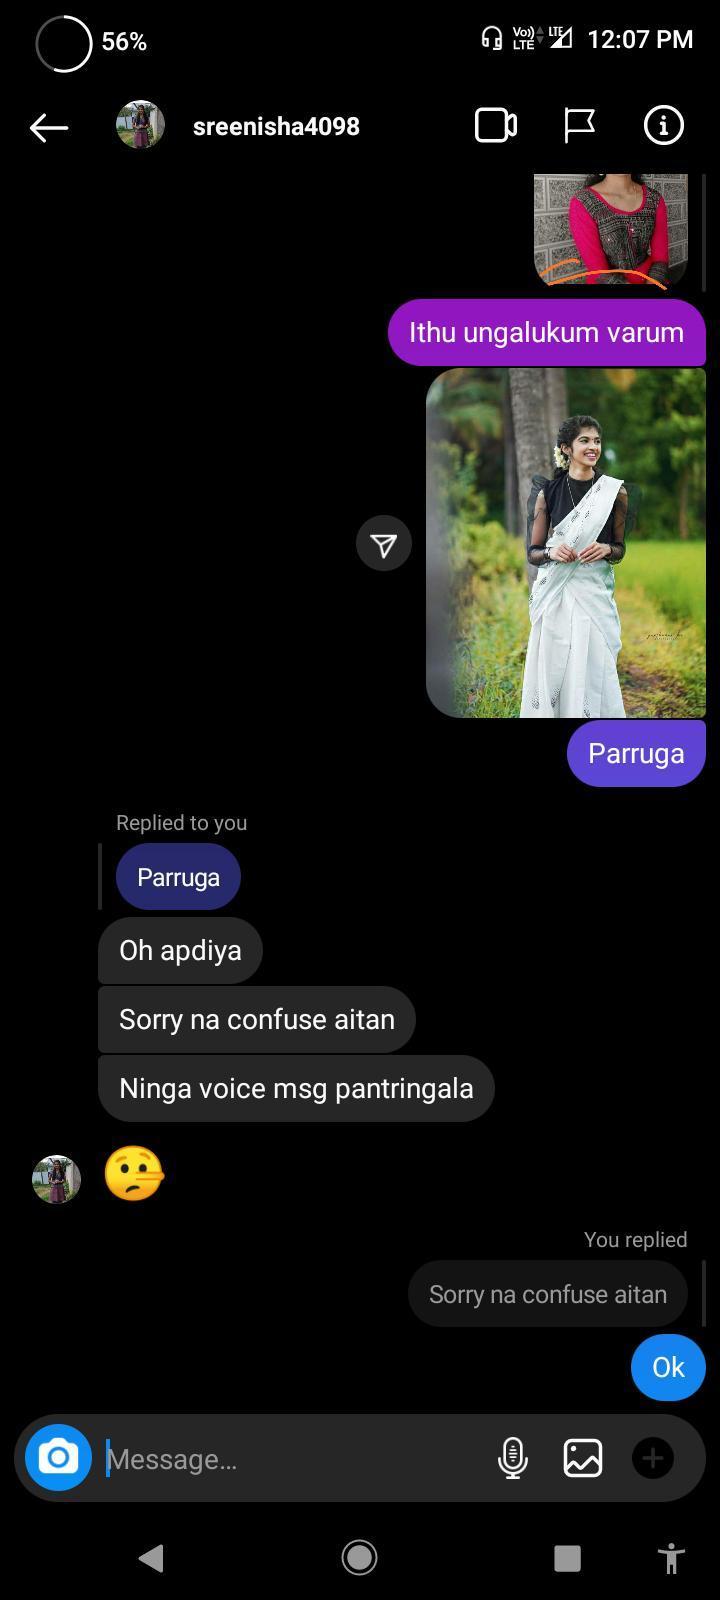 56%
Vo)) LTE LTE 12:07 PM
sreenisha4098
Ithu ungalukum varum
Parruga
Replied to you
Parruga
Oh apdiya
Sorry na confuse aitan
Ninga voice msg pantringala
You replied
Sorry na confuse aitan
Ok
Message...